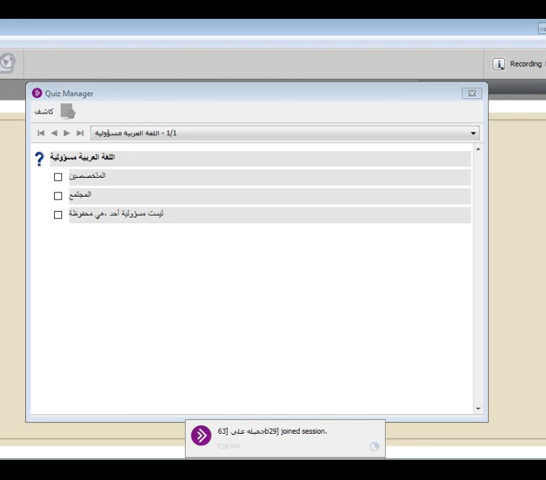 Recording
Quiz Manager
كاشف
اللغة العربية مسؤولية - 1/1
اللغة العربية مسؤولية
المتخصصين
المجتمع
ليست مسؤولية أحد ،هي محفوظة
joined session.